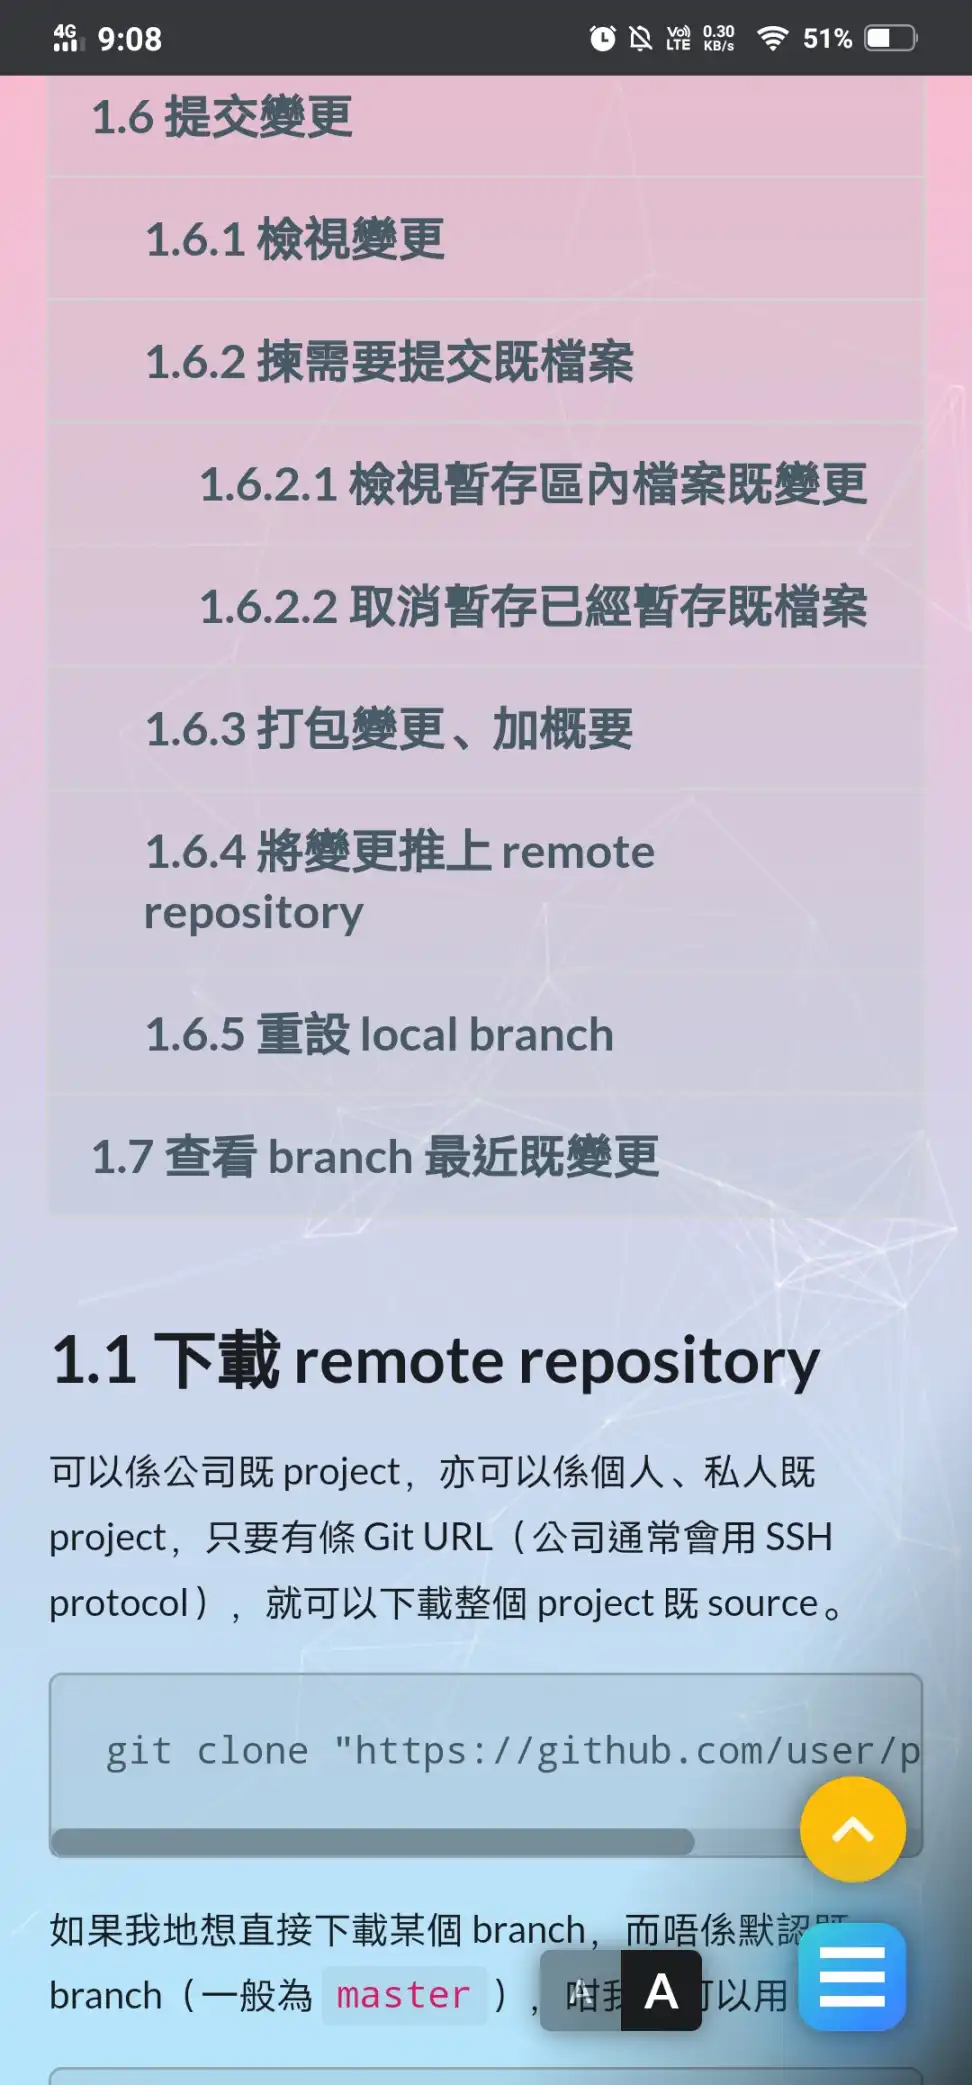 4G 9:08 Vo)) LTE 0.30 KB/s 51%
1.6 提交變更
1.6.1 檢視變更
1.6.2 揀需要提交既檔案
1.6.2.1 檢視暫存區內檔案既變更
1.6.2.2 取消暫存已經暫存既檔案
1.6.3 打包變更、加概要
1.6.4 將變更推上 remote
repository
1.6.5 重設 local branch
1.7 查看 branch 最近既變更
1.1 下載 remote repository
可以係公司既 project，亦可以係個人、私人既
project，只要有條 Git URL（公司通常會用 SSH
protocol），就可以下載整個 project 既 source。
git clone "https://github.com/user/p
如果我地想直接下載某個 branch，而唔係默認既
branch（一般為 master），咁我可以用
A A